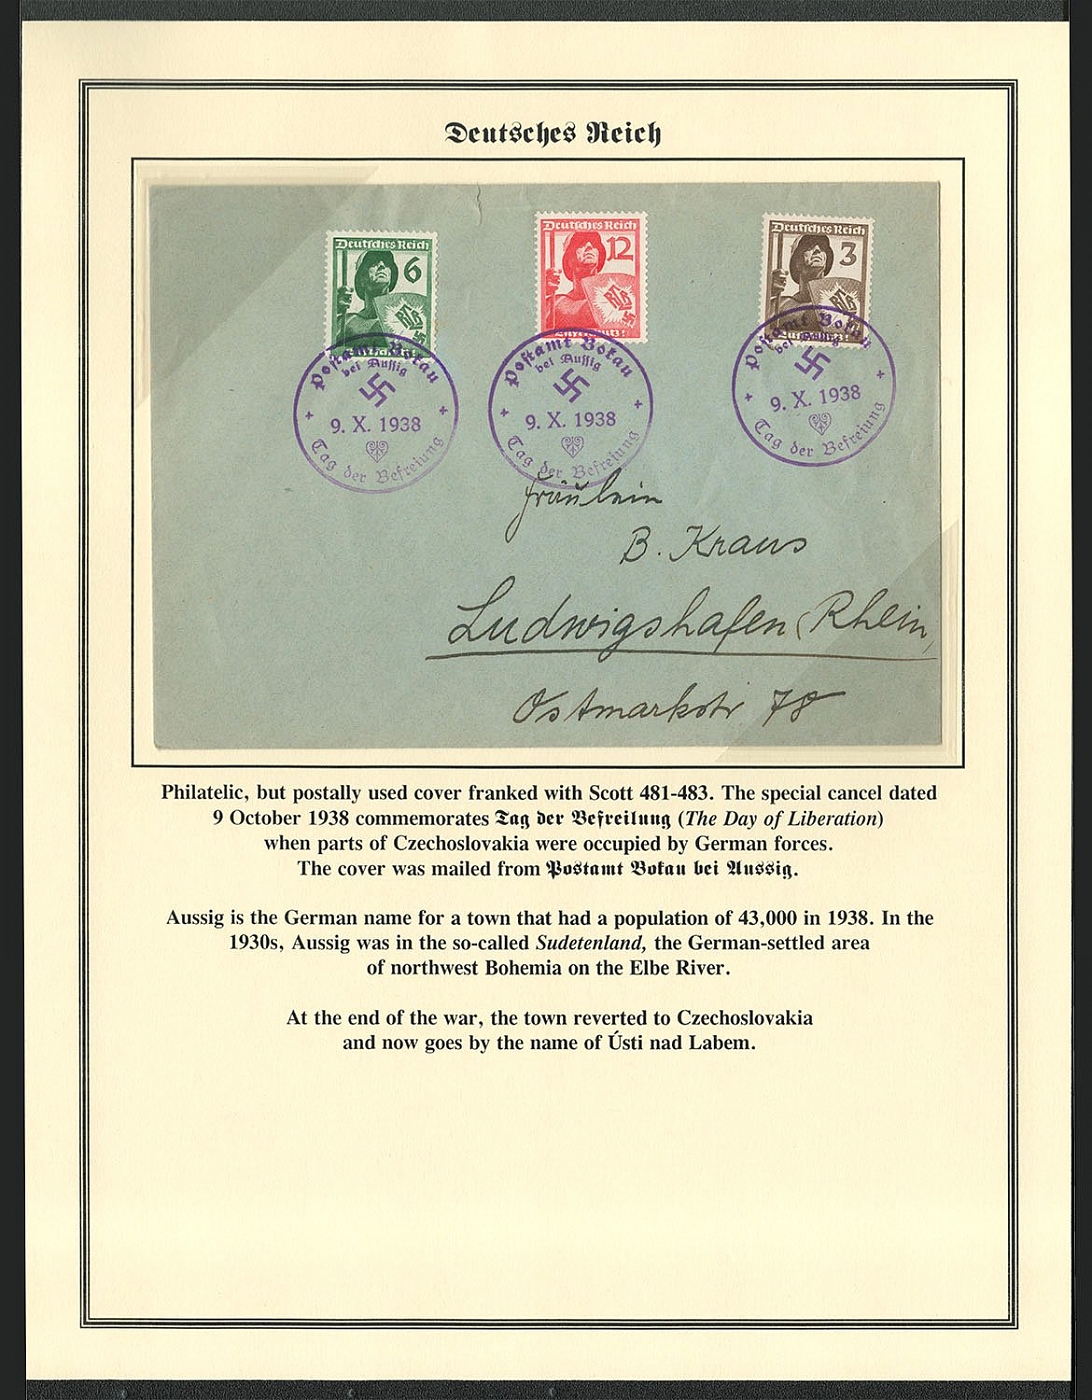 Deutsches Reich
Deutsches Reich
6
RLB
Deutsches Reich
12
RLB
Deutsches Reich
3
RLB
Postamt Bokau
bei Aussig
9. X. 1938
Tag der Befreiung
Postamt Bokau
bei Aussig
9. X. 1938
Tag der Befreiung
Postamt Bokau
bei Aussig
9. X. 1938
Tag der Befreiung
Fräulein
B. Kraus
Ludwigshafen (Rhein)
Ostmarkstr 78
Philatelic, but postally used cover franked with Scott 481-483. The special cancel dated
9 October 1938 commemorates Tag der Befreilung (The Day of Liberation)
when parts of Czechoslovakia were occupied by German forces.
The cover was mailed from Postamt Bokau bei Aussig.
Aussig is the German name for a town that had a population of 43,000 in 1938. In the
1930s, Aussig was in the so-called Sudetenland, the German-settled area
of northwest Bohemia on the Elbe River.
At the end of the war, the town reverted to Czechoslovakia
and now goes by the name of Ústi nad Labem.